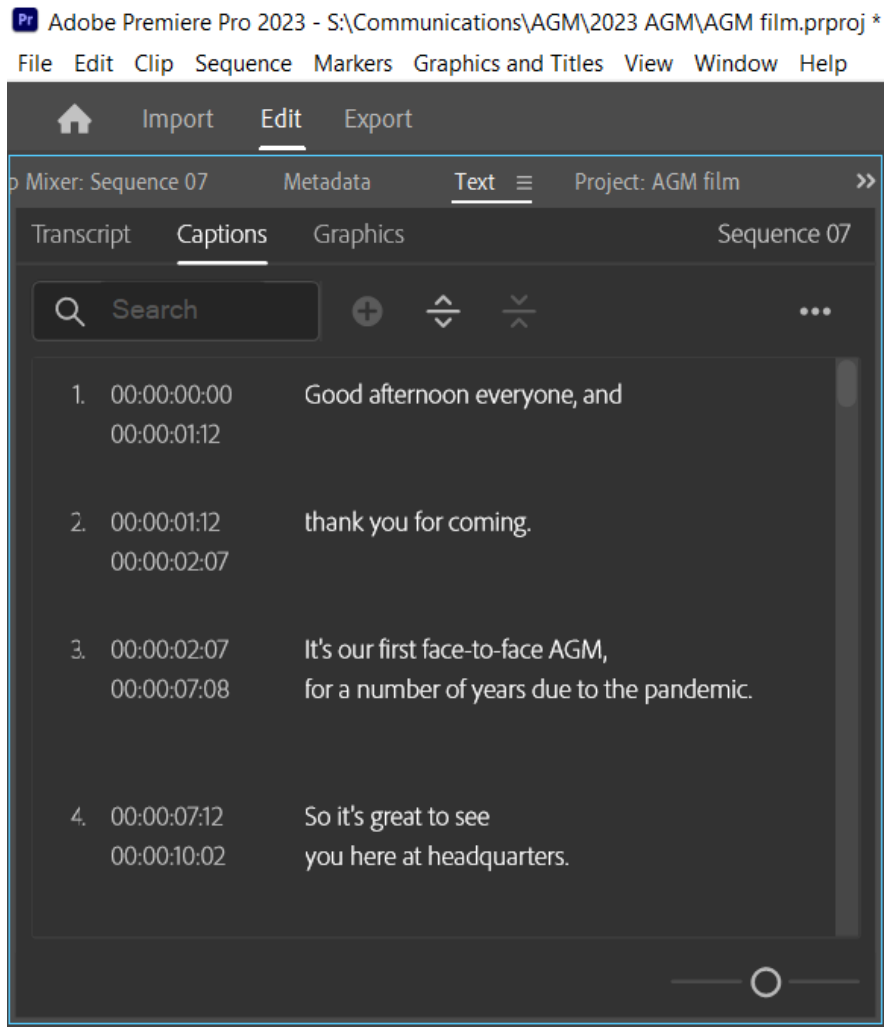 Pr Adobe Premiere Pro 2023 - S:\Communications\AGM\2023 AGM\AGM film.prproj *
File Edit Clip Sequence Markers Graphics and Titles View Window Help
Import Edit Export
p Mixer: Sequence 07 Metadata Text Project: AGM film
Transcript Captions Graphics Sequence 07
Search
1. 00:00:00:00 Good afternoon everyone, and
00:00:01:12
2. 00:00:01:12 thank you for coming.
00:00:02:07
3. 00:00:02:07 It's our first face-to-face AGM,
00:00:07:08 for a number of years due to the pandemic.
4. 00:00:07:12 So it's great to see
00:00:10:02 you here at headquarters.